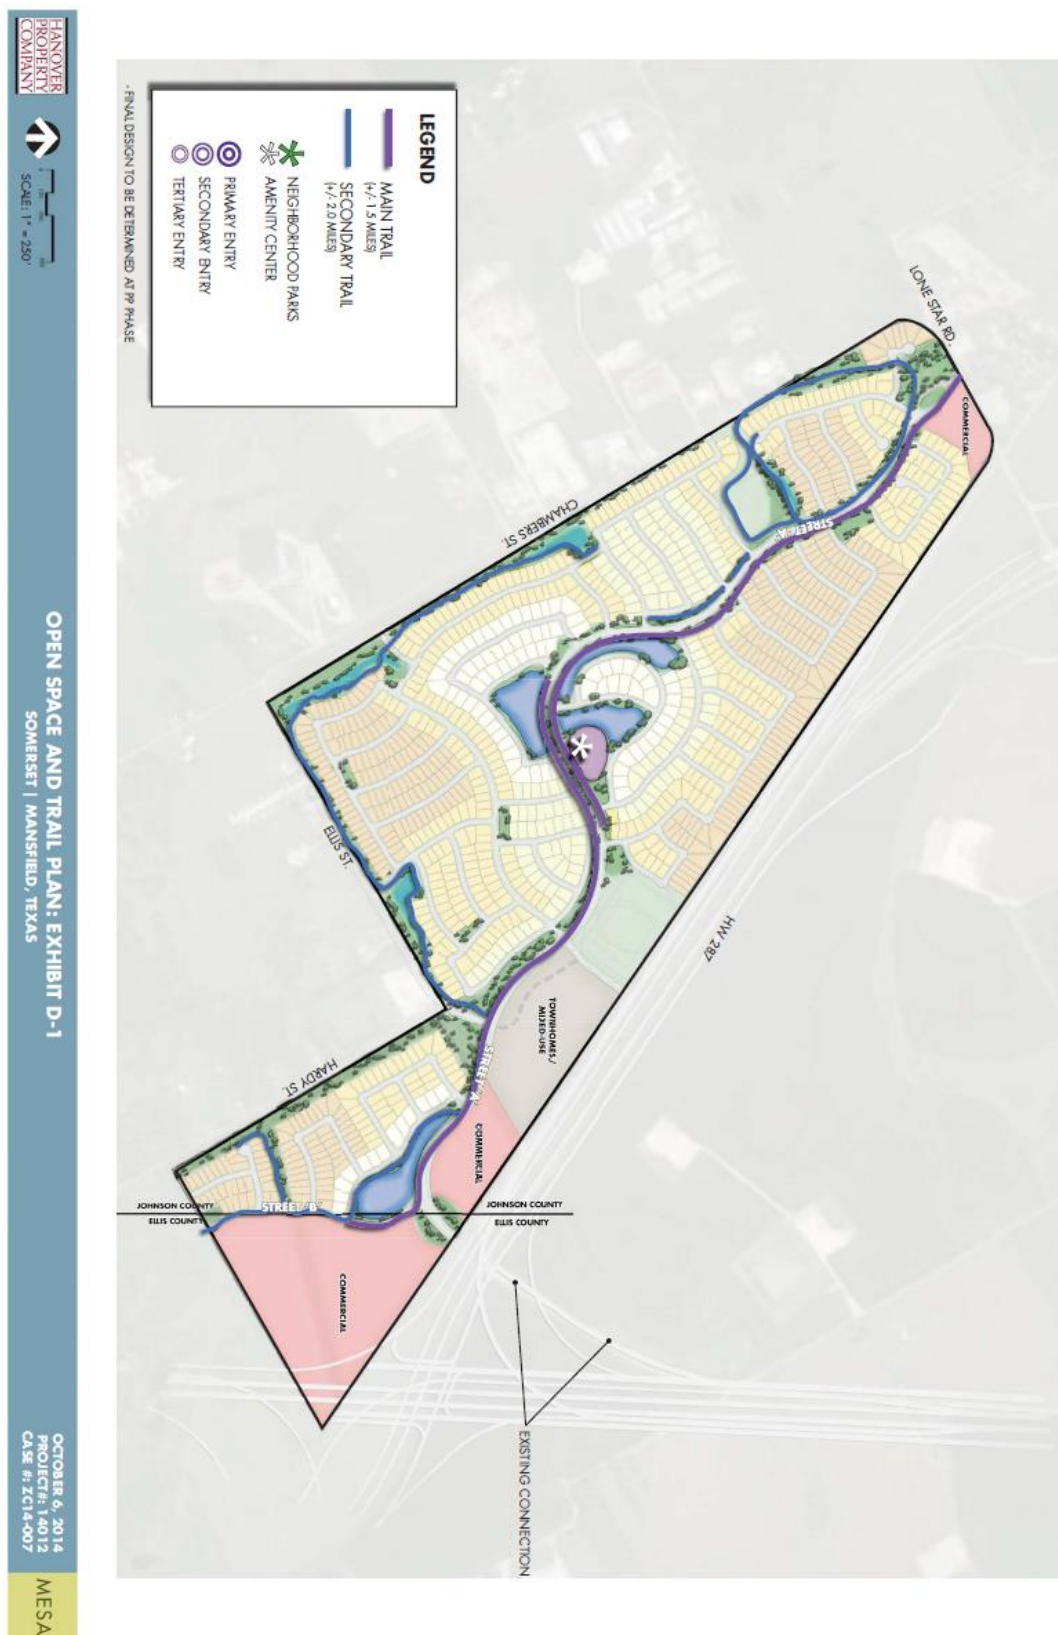 HANOVER
PROPERTY
COMPANY
SCALE: 1" = 250'
OPEN SPACE AND TRAIL PLAN: EXHIBIT D-1
SOMERSET | MANSFIELD, TEXAS
OCTOBER 6, 2014
PROJECT#: 14012
CASE #: ZC14-007
MESA
LEGEND
MAIN TRAIL
(+/- 1.5 MILES)
SECONDARY TRAIL
(+/- 2.0 MILES)
NEIGHBORHOOD PARKS
AMENITY CENTER
PRIMARY ENTRY
SECONDARY ENTRY
TERTIARY ENTRY
- FINAL DESIGN TO BE DETERMINED AT PP PHASE
LONE STAR RD.
COMMERCIAL
STREET "A"
CHAMBERS ST.
ELLIS ST.
HW 287
TOWNHOMES/
MIXED-USE
STREET "A"
COMMERCIAL
HARDY ST.
JOHNSON COUNTY
ELLIS COUNTY
STREET "B"
JOHNSON COUNTY
ELLIS COUNTY
COMMERCIAL
EXISTING CONNECTION